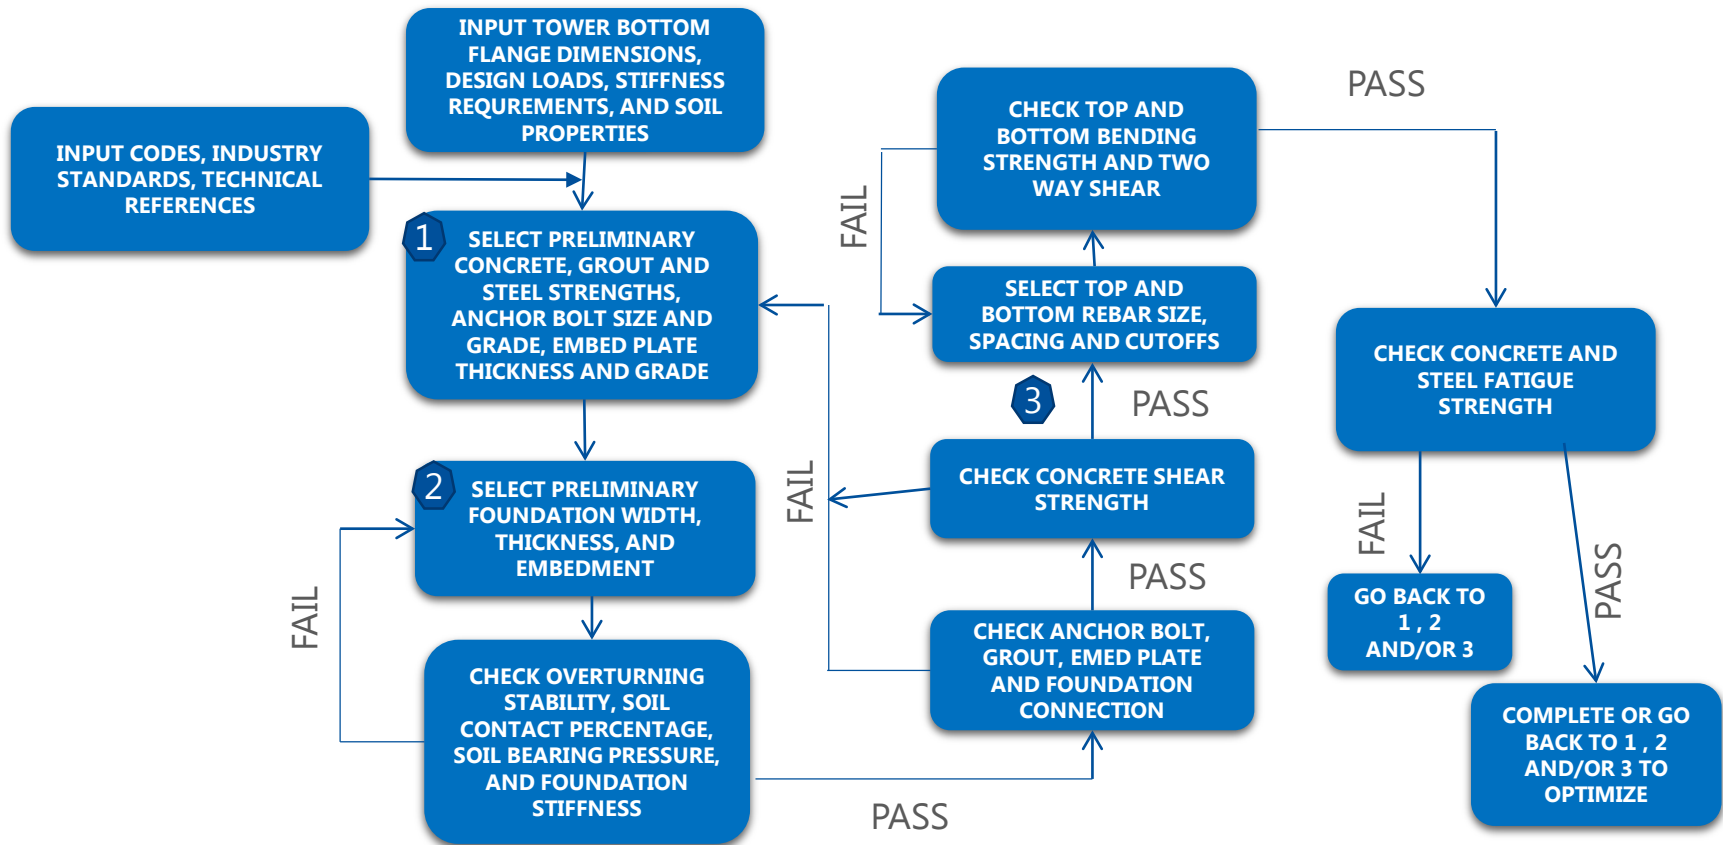 INPUT TOWER BOTTOM
FLANGE DIMENSIONS,
DESIGN LOADS, STIFFNESS
REQUREMENTS, AND SOIL
PROPERTIES
INPUT CODES, INDUSTRY
STANDARDS, TECHNICAL
REFERENCES
1
SELECT PRELIMINARY
CONCRETE, GROUT AND
STEEL STRENGTHS,
ANCHOR BOLT SIZE AND
GRADE, EMBED PLATE
THICKNESS AND GRADE
2
SELECT PRELIMINARY
FOUNDATION WIDTH,
THICKNESS, AND
EMBEDMENT
FAIL
CHECK OVERTURNING
STABILITY, SOIL
CONTACT PERCENTAGE,
SOIL BEARING PRESSURE,
AND FOUNDATION
STIFFNESS
PASS
CHECK ANCHOR BOLT,
GROUT, EMED PLATE
AND FOUNDATION
CONNECTION
PASS
FAIL
CHECK CONCRETE SHEAR
STRENGTH
3
PASS
SELECT TOP AND
BOTTOM REBAR SIZE,
SPACING AND CUTOFFS
FAIL
CHECK TOP AND
BOTTOM BENDING
STRENGTH AND TWO
WAY SHEAR
PASS
CHECK CONCRETE AND
STEEL FATIGUE
STRENGTH
FAIL
GO BACK TO
1 , 2
AND/OR 3
PASS
COMPLETE OR GO
BACK TO 1 , 2
AND/OR 3 TO
OPTIMIZE